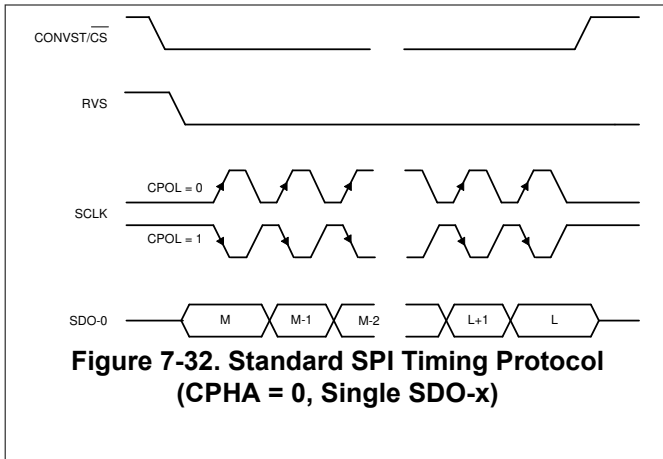 CONVST/CS
RVS
CPOL = 0
SCLK
CPOL = 1
SDO-0 M M-1 M-2 L+1 L
Figure 7-32. Standard SPI Timing Protocol
(CPHA = 0, Single SDO-x)